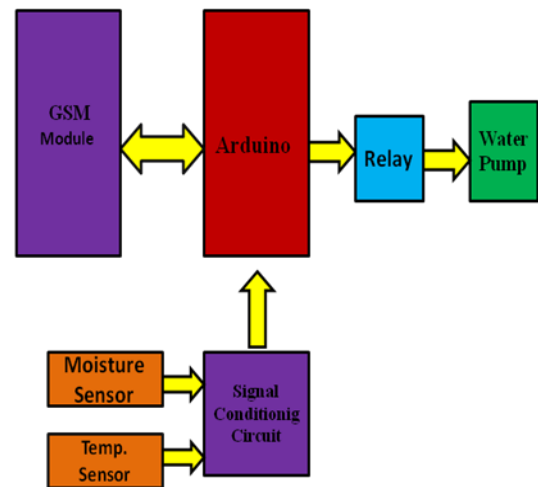 GSM
Module
Arduino
Relay
Water
Pump
Moisture
Sensor
Signal
Conditionig
Circuit
Temp.
Sensor